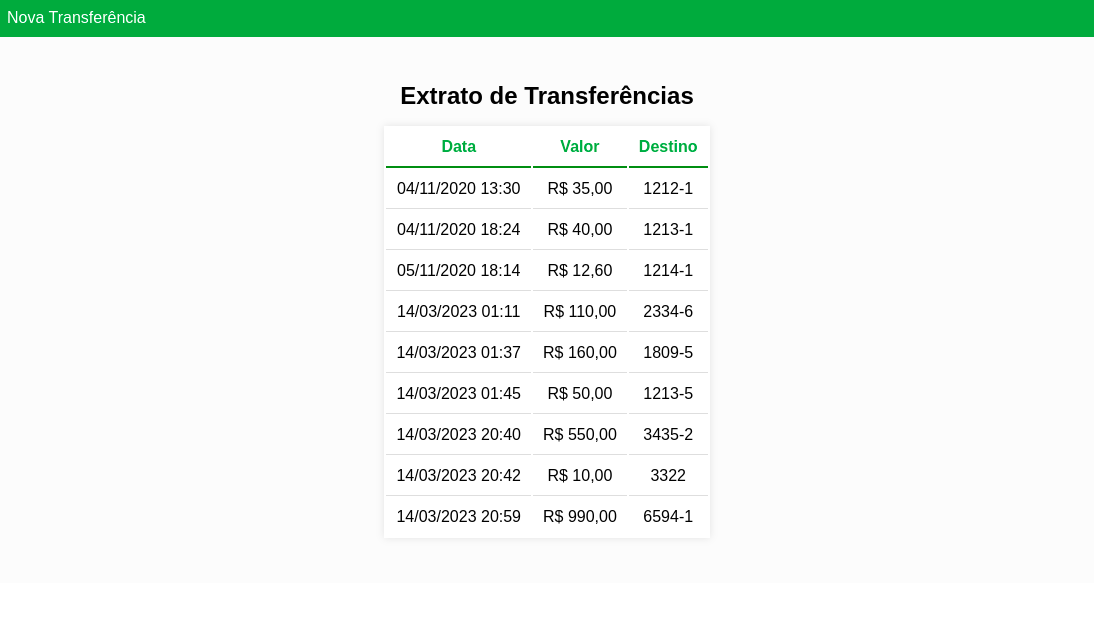 Nova Transferência
Extrato de Transferências
Data Valor Destino
04/11/2020 13:30 R$ 35,00 1212-1
04/11/2020 18:24 R$ 40,00 1213-1
05/11/2020 18:14 R$ 12,60 1214-1
14/03/2023 01:11 R$ 110,00 2334-6
14/03/2023 01:37 R$ 160,00 1809-5
14/03/2023 01:45 R$ 50,00 1213-5
14/03/2023 20:40 R$ 550,00 3435-2
14/03/2023 20:42 R$ 10,00 3322
14/03/2023 20:59 R$ 990,00 6594-1